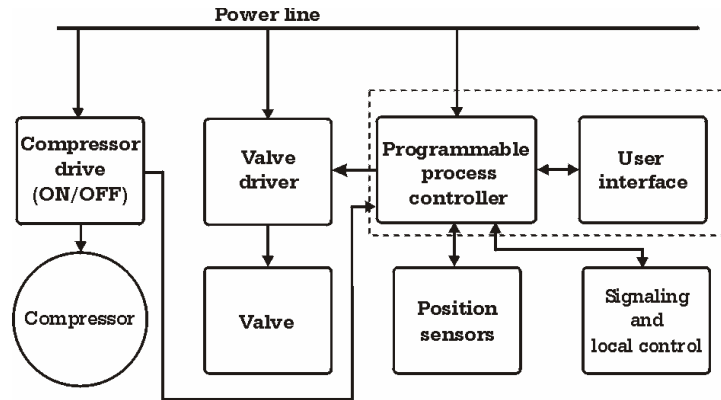 Power line
Compressor
drive
(ON/OFF)
Valve
driver
Programmable
process
controller
User
interface
Compressor
Valve
Position
sensors
Signaling
and
local control